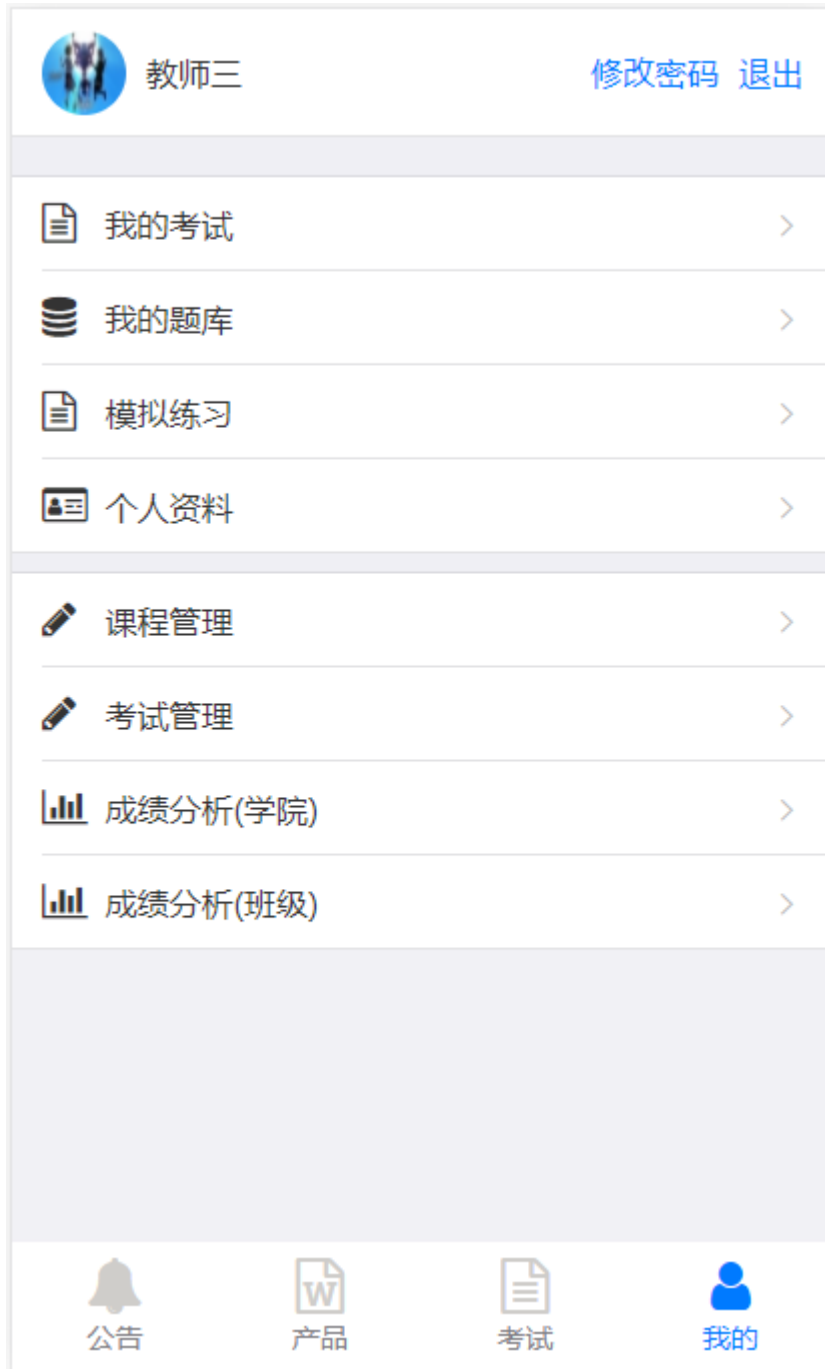 教师三 修改密码 退出
我的考试
我的题库
模拟练习
个人资料
课程管理
考试管理
成绩分析(学院)
成绩分析(班级)
公告 产品 考试 我的